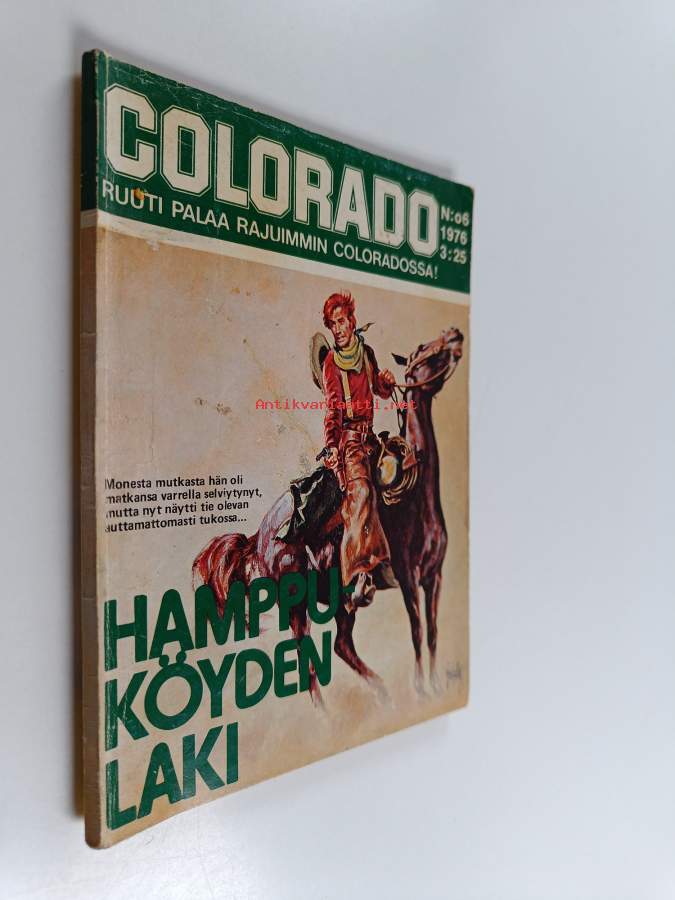 COLORADO
RUUTI PALAA RAJUIMMIN COLORADOSSA!
N:o6
1976
3:25
Antikvariaatti.net
Monesta mutkasta hän oli
matkansa varrella selviytynyt,
mutta nyt näytti tie olevan
auttamattomasti tukossa...
HAMPPU-
KÖYDEN
LAKI